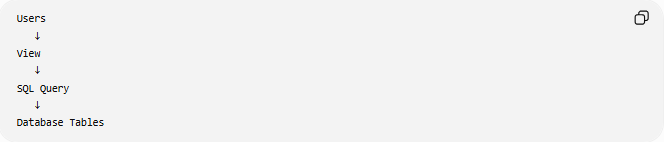 Users
↓
View
↓
SQL Query
↓
Database Tables